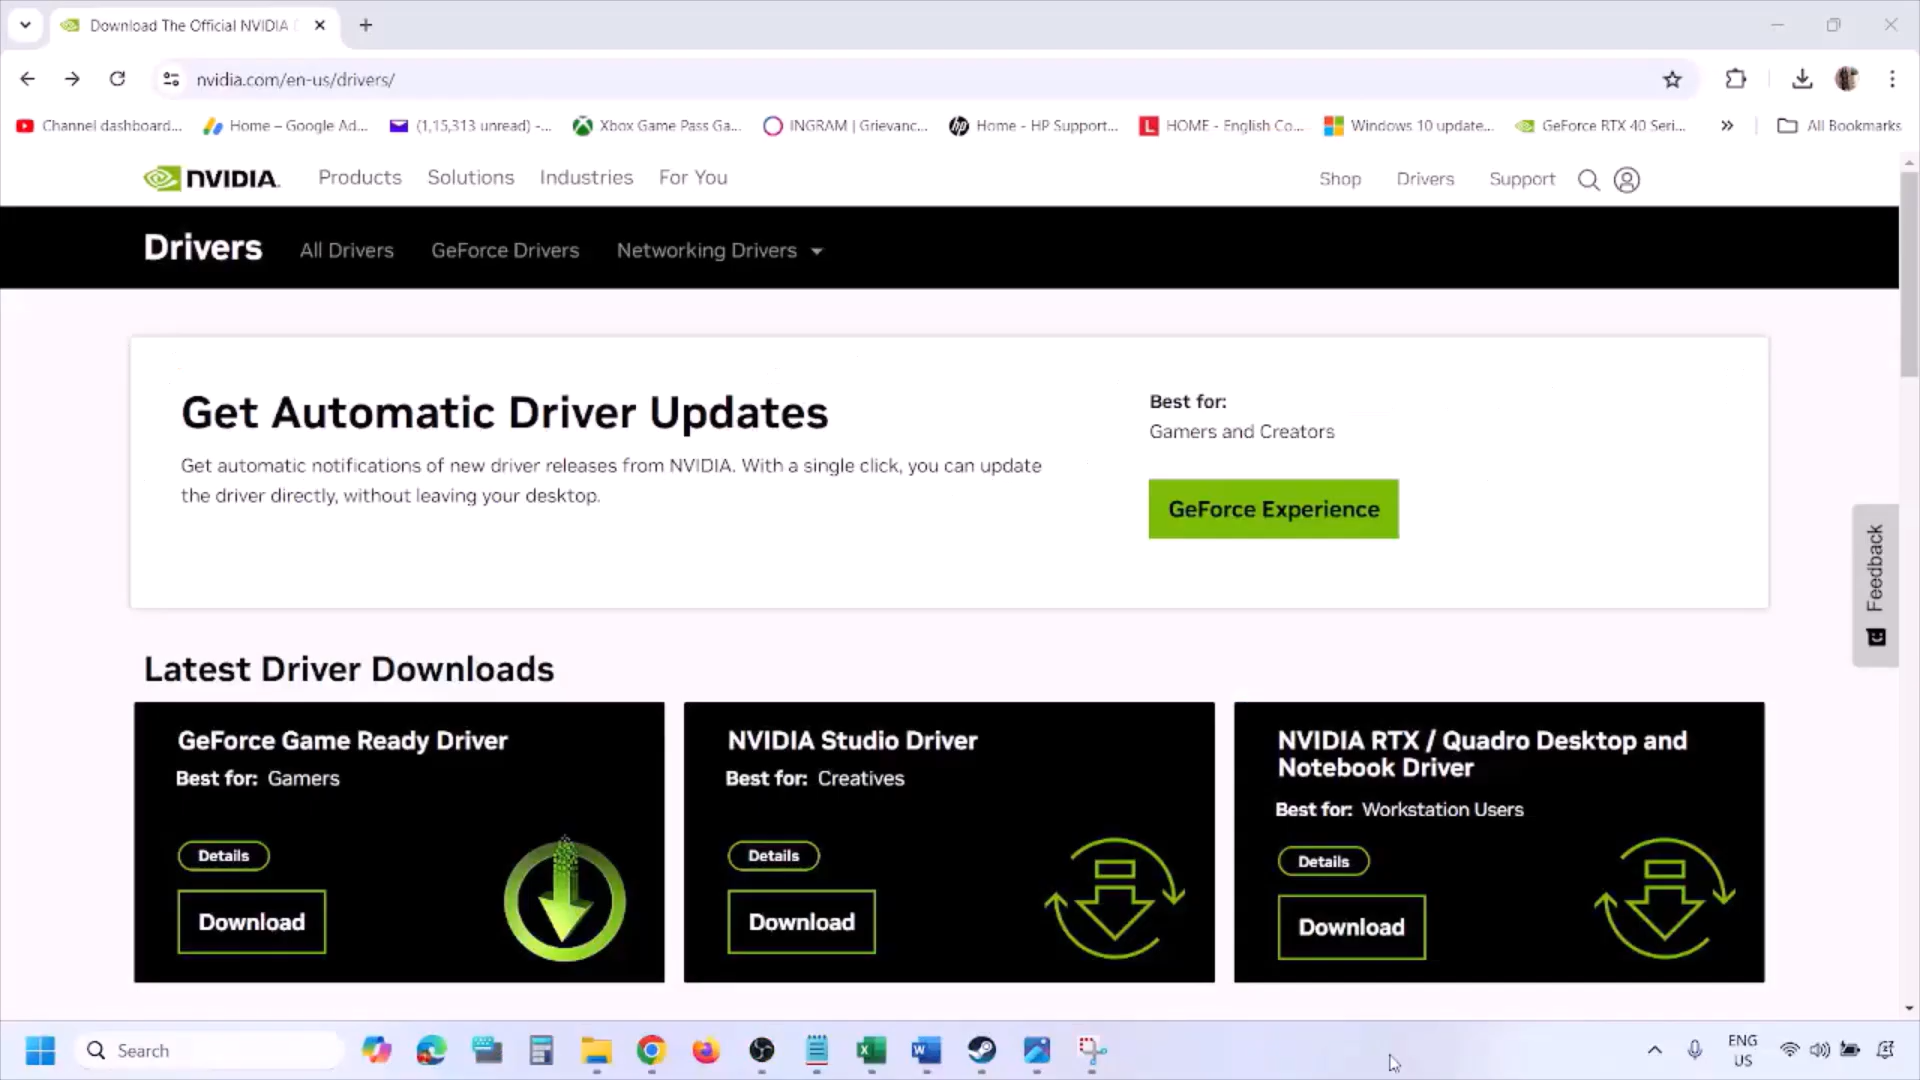 Download The Official NVIDIA
nvidia.com/en-us/drivers/
Channel dashboard...
Home – Google Ad...
(1,15,313 unread) -...
Xbox Game Pass Ga...
INGRAM | Grievanc...
Home - HP Support...
HOME - English Co...
Windows 10 update...
GeForce RTX 40 Seri...
All Bookmarks
NVIDIA.
Products
Solutions
Industries
For You
Shop
Drivers
Support
Drivers
All Drivers
GeForce Drivers
Networking Drivers
Get Automatic Driver Updates
Get automatic notifications of new driver releases from NVIDIA. With a single click, you can update
the driver directly, without leaving your desktop.
Best for:
Gamers and Creators
GeForce Experience
Feedback
Latest Driver Downloads
GeForce Game Ready Driver
Best for: Gamers
Details
Download
NVIDIA Studio Driver
Best for: Creatives
Details
Download
NVIDIA RTX / Quadro Desktop and
Notebook Driver
Best for: Workstation Users
Details
Download
Search
ENG
US